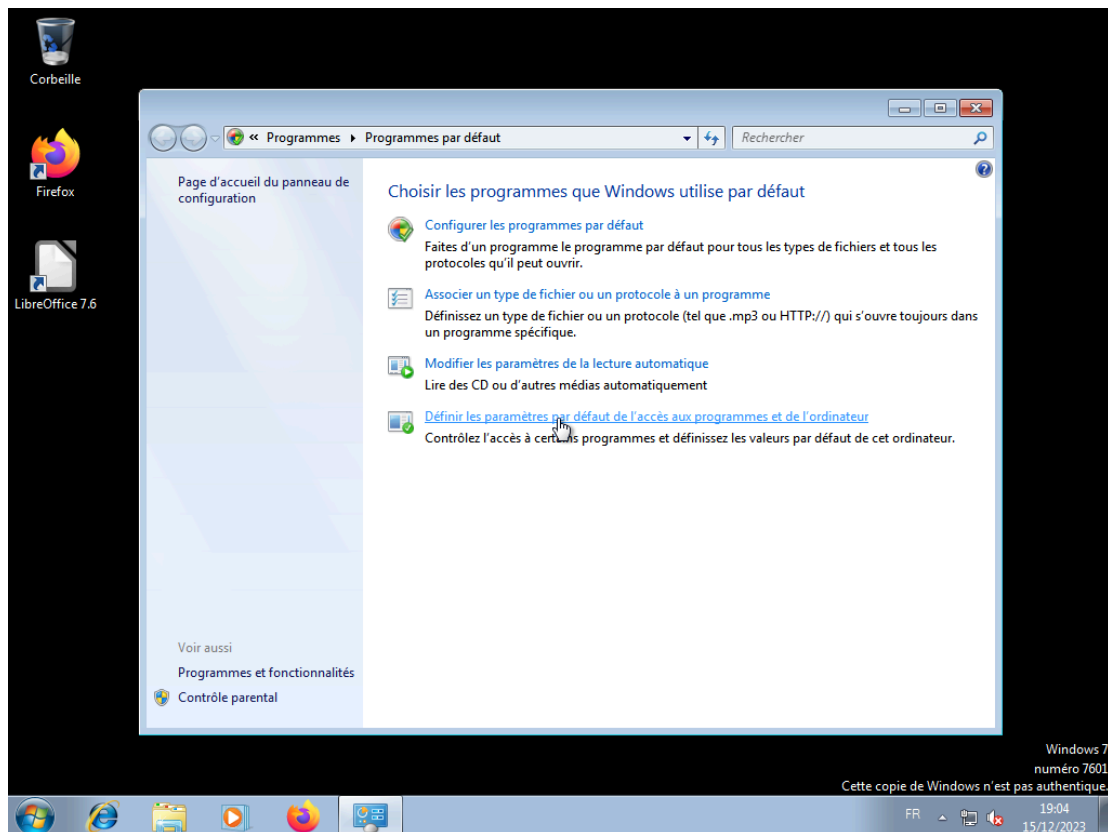 Corbeille
Firefox
LibreOffice 7.6
« Programmes ▸ Programmes par défaut
Rechercher
Page d'accueil du panneau de
configuration
Choisir les programmes que Windows utilise par défaut
Configurer les programmes par défaut
Faites d'un programme le programme par défaut pour tous les types de fichiers et tous les
protocoles qu'il peut ouvrir.
Associer un type de fichier ou un protocole à un programme
Définissez un type de fichier ou un protocole (tel que .mp3 ou HTTP://) qui s'ouvre toujours dans
un programme spécifique.
Modifier les paramètres de la lecture automatique
Lire des CD ou d'autres médias automatiquement
Définir les paramètres par défaut de l'accès aux programmes et de l'ordinateur
Contrôlez l'accès à certains programmes et définissez les valeurs par défaut de cet ordinateur.
Voir aussi
Programmes et fonctionnalités
Contrôle parental
Windows 7
numéro 7601
Cette copie de Windows n'est pas authentique.
FR
19:04
15/12/2023